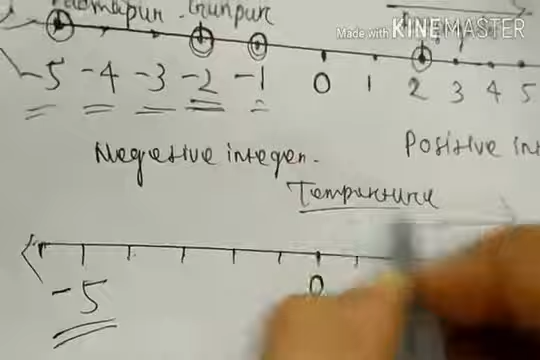 Made with KINEMASTER
-5 -4 -3 -2 -1 0 1 2 3 4 5
Negative integer.
Positive in
Temparature
-5 0